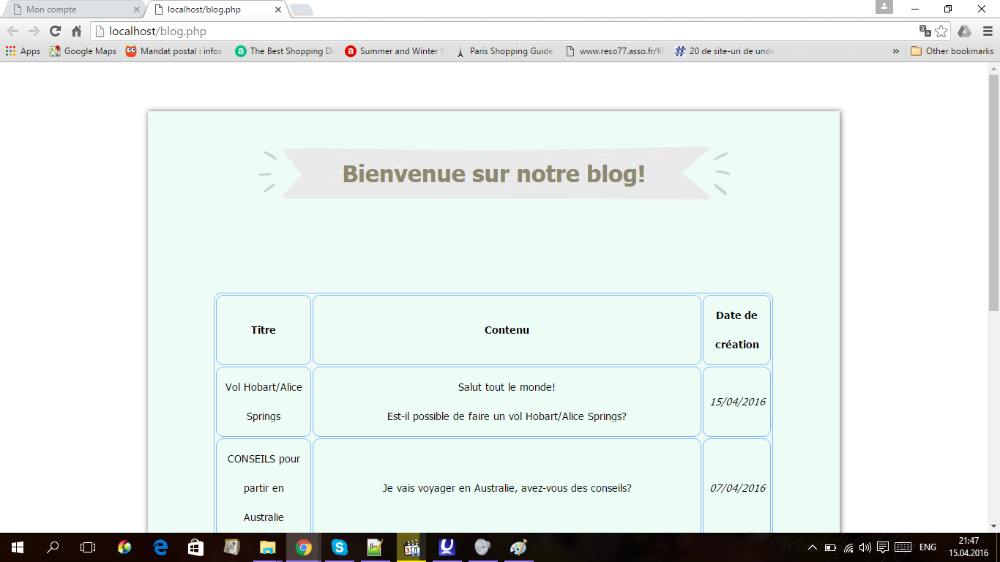 Mon compte
localhost/blog.php
localhost/blog.php
Apps
Google Maps
Mandat postal : infos
The Best Shopping Di
Summer and Winter S
Paris Shopping Guide
www.reso77.asso.fr/fil
20 de site-uri de unde
»
Other bookmarks
Bienvenue sur notre blog!
Titre
Contenu
Date de
création
Vol Hobart/Alice
Springs
Salut tout le monde!
Est-il possible de faire un vol Hobart/Alice Springs?
15/04/2016
CONSEILS pour
partir en
Australie
Je vais voyager en Australie, avez-vous des conseils?
07/04/2016
ENG
21:47
15.04.2016